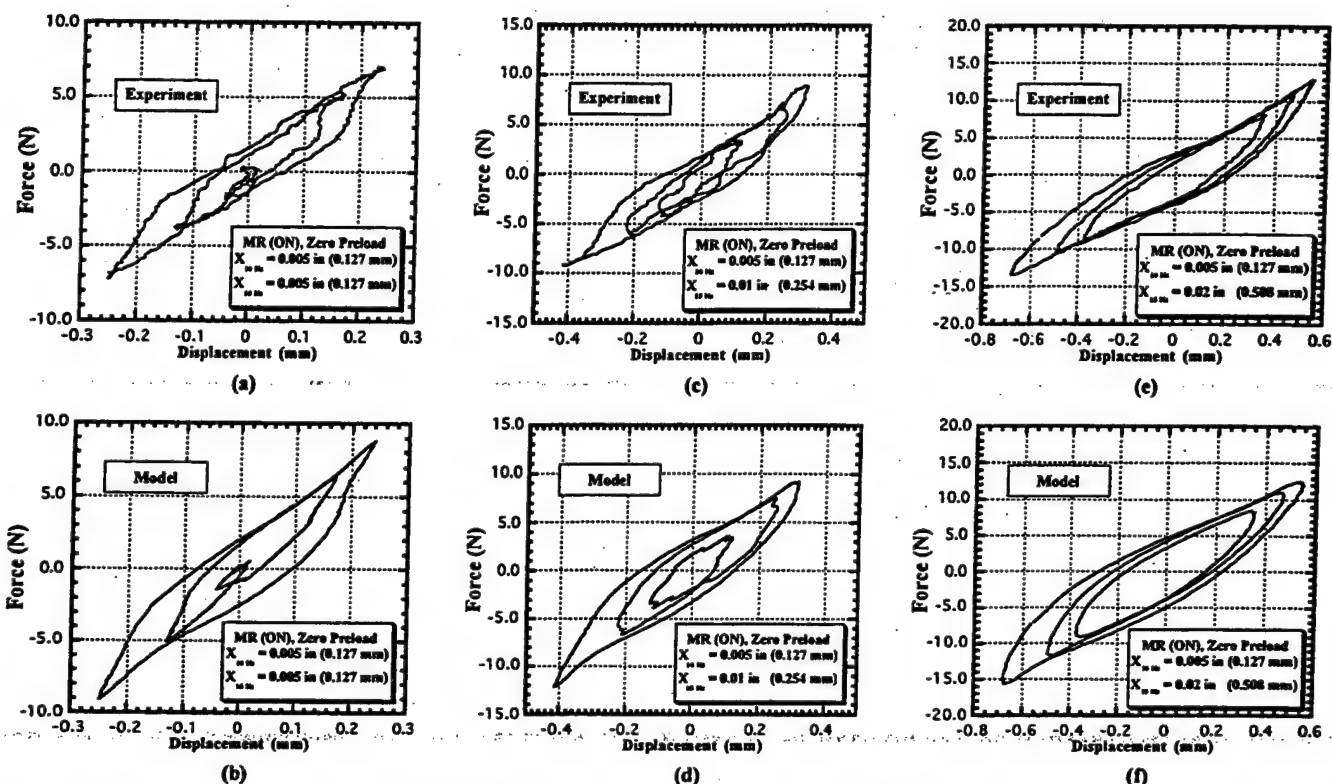 10.0
5.0
0.0
-5.0
-10.0
Force (N)
Experiment
MR (ON), Zero Preload
X = 0.005 in (0.127 mm)
X = 0.005 in (0.127 mm)
-0.3 -0.2 -0.1 0 0.1 0.2 0.3
Displacement (mm)
(a)
15.0
10.0
5.0
0.0
-5.0
-10.0
-15.0
Force (N)
Experiment
MR (ON), Zero Preload
X = 0.005 in (0.127 mm)
X = 0.01 in (0.254 mm)
-0.4 -0.2 0 0.2 0.4
Displacement (mm)
(c)
20.0
15.0
10.0
5.0
0.0
-5.0
-10.0
-15.0
-20.0
Force (N)
Experiment
MR (ON), Zero Preload
X = 0.005 in (0.127 mm)
X = 0.02 in (0.508 mm)
-0.8 -0.6 -0.4 -0.2 0 0.2 0.4 0.6
Displacement (mm)
(e)
10.0
5.0
0.0
-5.0
-10.0
Force (N)
Model
MR (ON), Zero Preload
X = 0.005 in (0.127 mm)
X = 0.005 in (0.127 mm)
-0.3 -0.2 -0.1 0 0.1 0.2 0.3
Displacement (mm)
(b)
15.0
10.0
5.0
0.0
-5.0
-10.0
-15.0
Force (N)
Model
MR (ON), Zero Preload
X = 0.005 in (0.127 mm)
X = 0.01 in (0.254 mm)
-0.4 -0.2 0 0.2 0.4
Displacement (mm)
(d)
20.0
15.0
10.0
5.0
0.0
-5.0
-10.0
-15.0
-20.0
Force (N)
Model
MR (ON), Zero Preload
X = 0.005 in (0.127 mm)
X = 0.02 in (0.508 mm)
-0.8 -0.6 -0.4 -0.2 0 0.2 0.4 0.6
Displacement (mm)
(f)